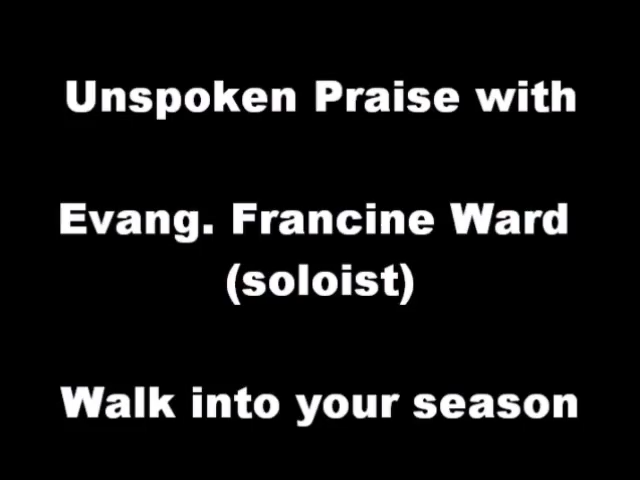 Unspoken Praise with
Evang. Francine Ward
(soloist)
Walk into your season